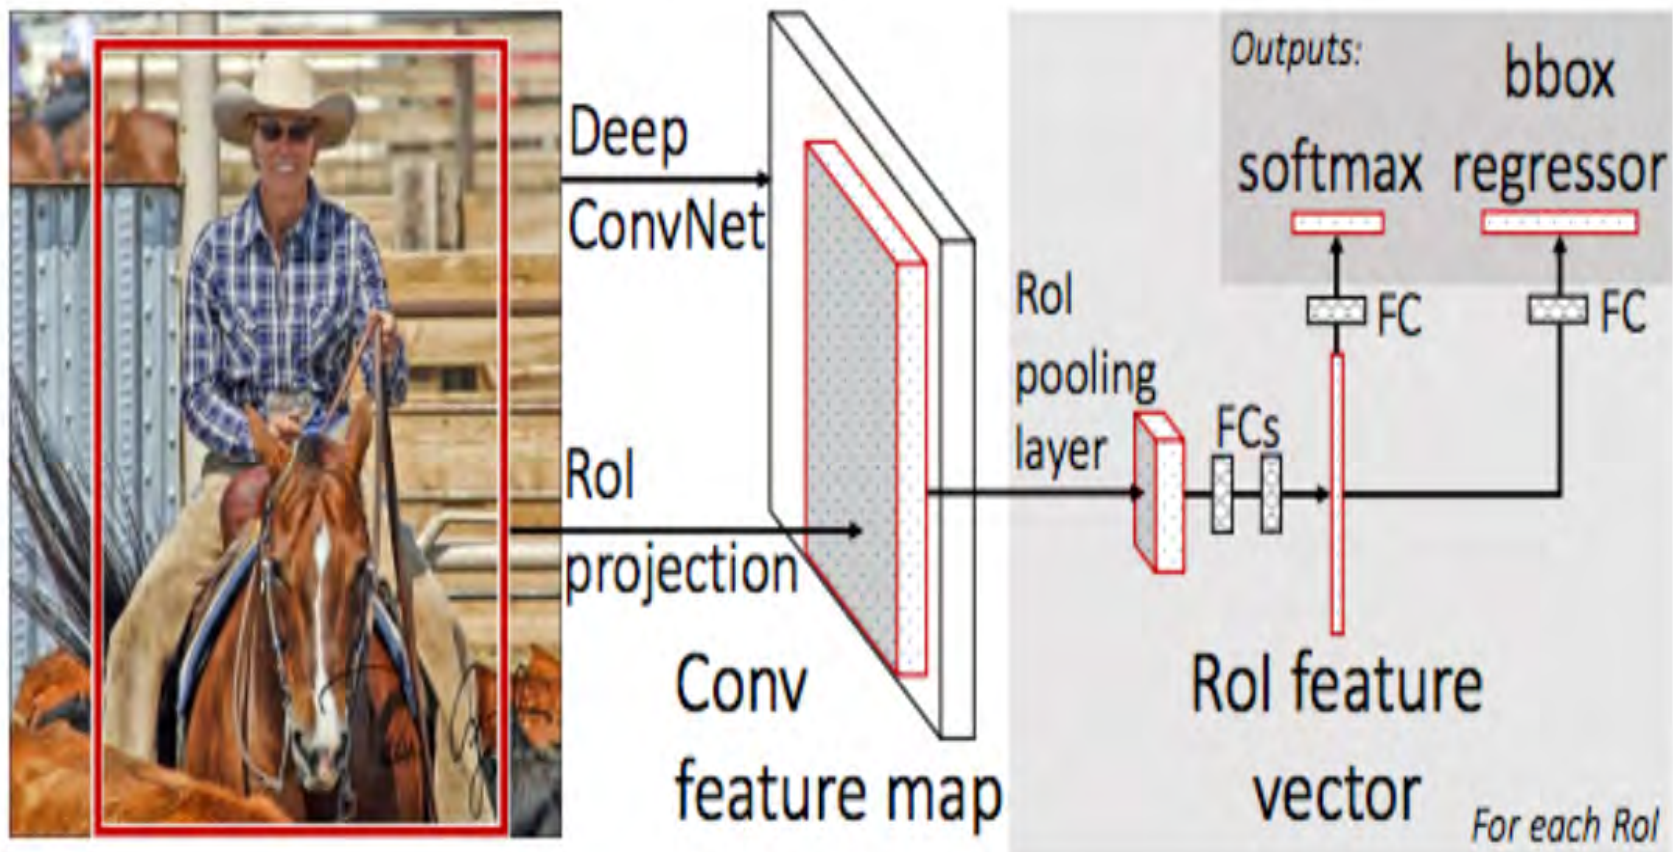 Deep
ConvNet
RoI
projection
Conv
feature map
RoI
pooling
layer
FCs
RoI feature
vector
For each RoI
Outputs:
softmax
bbox
regressor
FC
FC